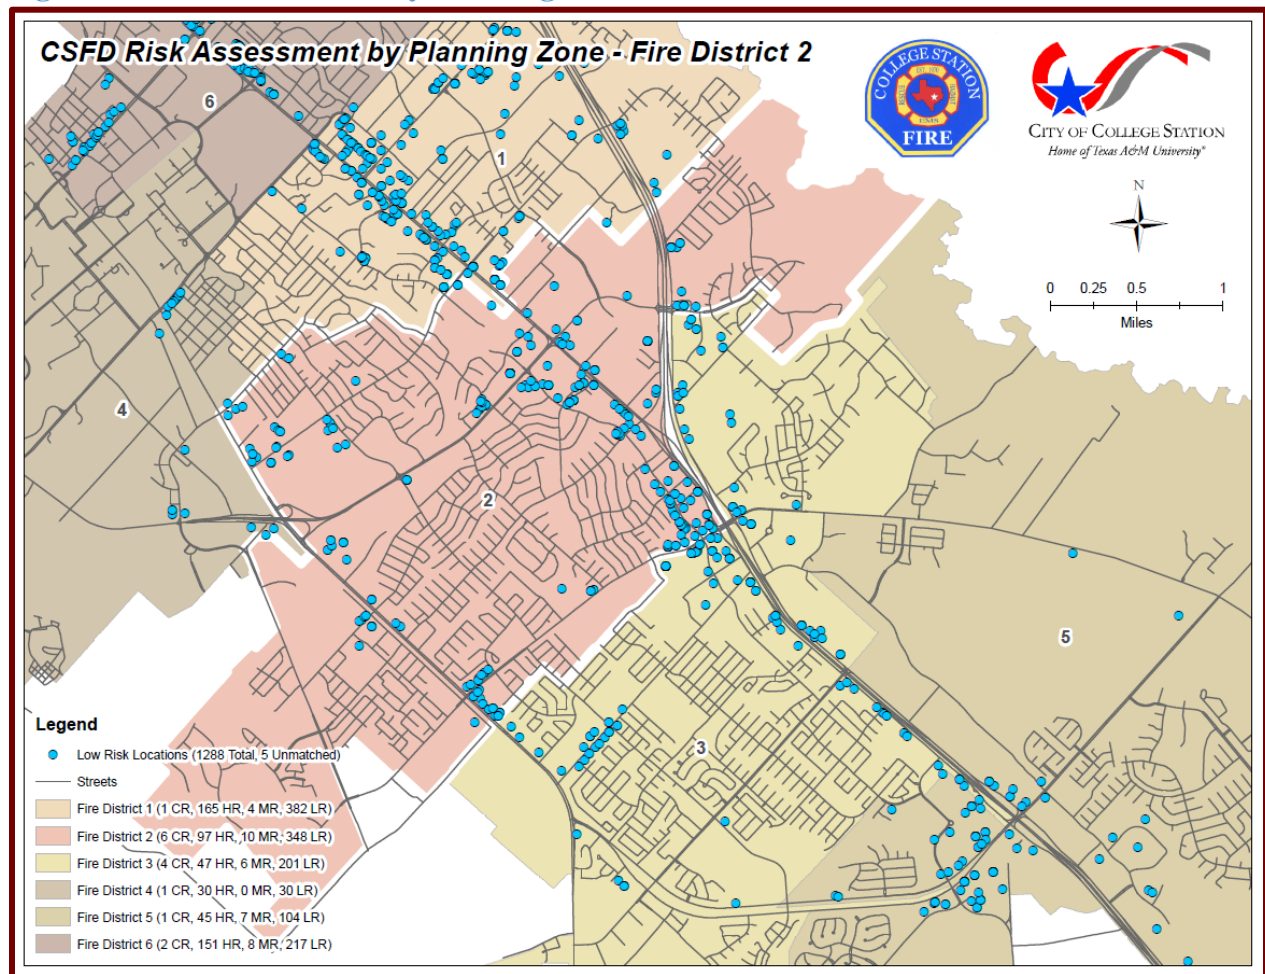 CSFD Risk Assessment by Planning Zone - Fire District 2
COLLEGE STATION
FIRE
CITY OF COLLEGE STATION
Home of Texas A&M University®
N
0 0.25 0.5 1
Miles
6
1
4
2
5
3
Legend
Low Risk Locations (1288 Total, 5 Unmatched)
Streets
Fire District 1 (1 CR, 165 HR, 4 MR, 382 LR)
Fire District 2 (6 CR, 97 HR, 10 MR, 348 LR)
Fire District 3 (4 CR, 47 HR, 6 MR, 201 LR)
Fire District 4 (1 CR, 30 HR, 0 MR, 30 LR)
Fire District 5 (1 CR, 45 HR, 7 MR, 104 LR)
Fire District 6 (2 CR, 151 HR, 8 MR, 217 LR)